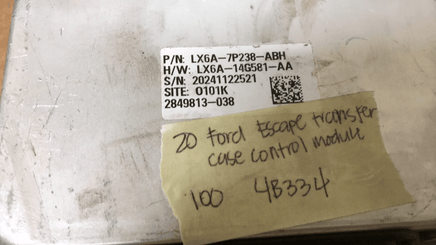 P/N: LX6A-7P238-ABH
H/W: LX6A-14G581-AA
S/N: 20241122521
SITE: O101K
2849813-038
20 Ford Escape transfer
case control module
100 4B334